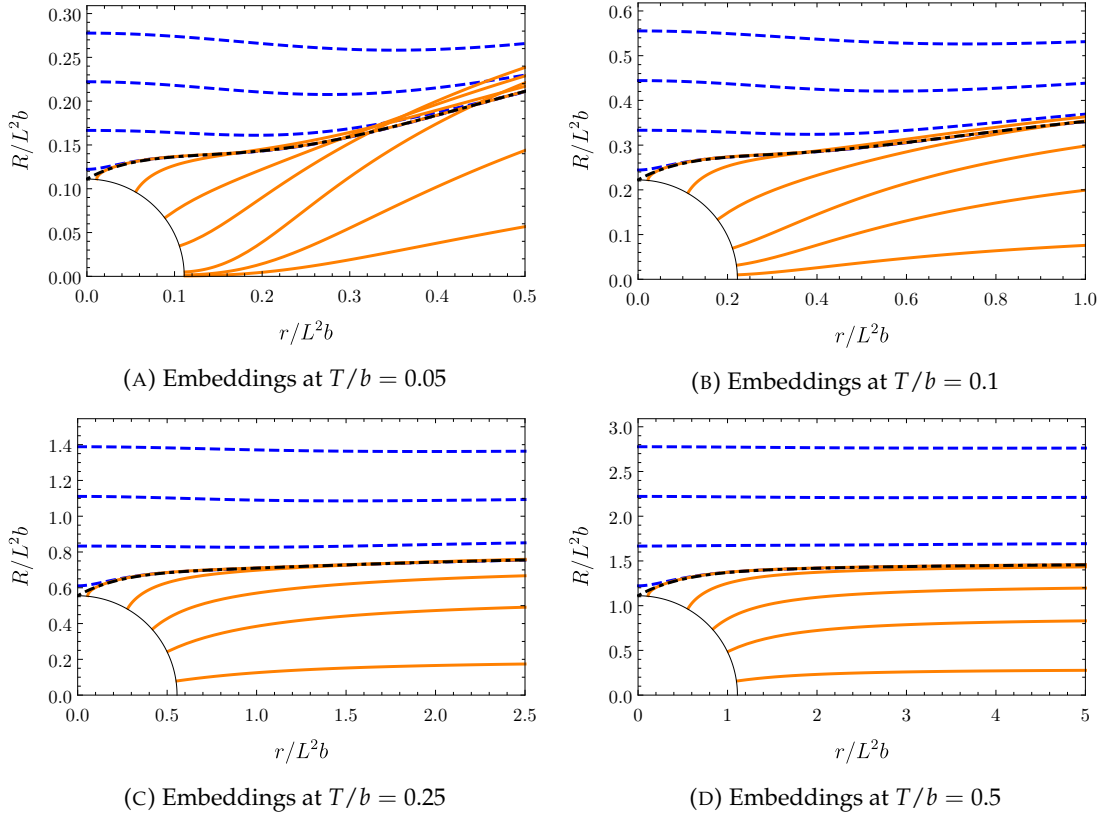 0.30
0.25
0.20
0.15
0.10
0.05
0.00
R/L²b
0.0 0.1 0.2 0.3 0.4 0.5
r/L²b
(A) Embeddings at T/b = 0.05
0.6
0.5
0.4
0.3
0.2
0.1
0.0
R/L²b
0.0 0.2 0.4 0.6 0.8 1.0
r/L²b
(B) Embeddings at T/b = 0.1
1.4
1.2
1.0
0.8
0.6
0.4
0.2
0.0
R/L²b
0.0 0.5 1.0 1.5 2.0 2.5
r/L²b
(C) Embeddings at T/b = 0.25
3.0
2.5
2.0
1.5
1.0
0.5
0.0
R/L²b
0 1 2 3 4 5
r/L²b
(D) Embeddings at T/b = 0.5